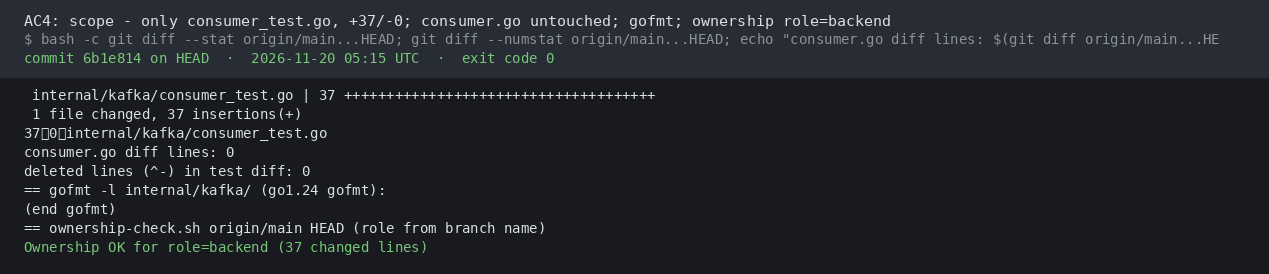 AC4: scope - only consumer_test.go, +37/-0; consumer.go untouched; gofmt; ownership role=backend
$ bash -c git diff --stat origin/main...HEAD; git diff --numstat origin/main...HEAD; echo "consumer.go diff lines: $(git diff origin/main...HE
commit 6b1e814 on HEAD · 2026-11-20 05:15 UTC · exit code 0
internal/kafka/consumer_test.go | 37 +++++++++++++++++++++++++++++++++++++
1 file changed, 37 insertions(+)
37▯0▯internal/kafka/consumer_test.go
consumer.go diff lines: 0
deleted lines (^-) in test diff: 0
== gofmt -l internal/kafka/ (go1.24 gofmt):
(end gofmt)
== ownership-check.sh origin/main HEAD (role from branch name)
Ownership OK for role=backend (37 changed lines)